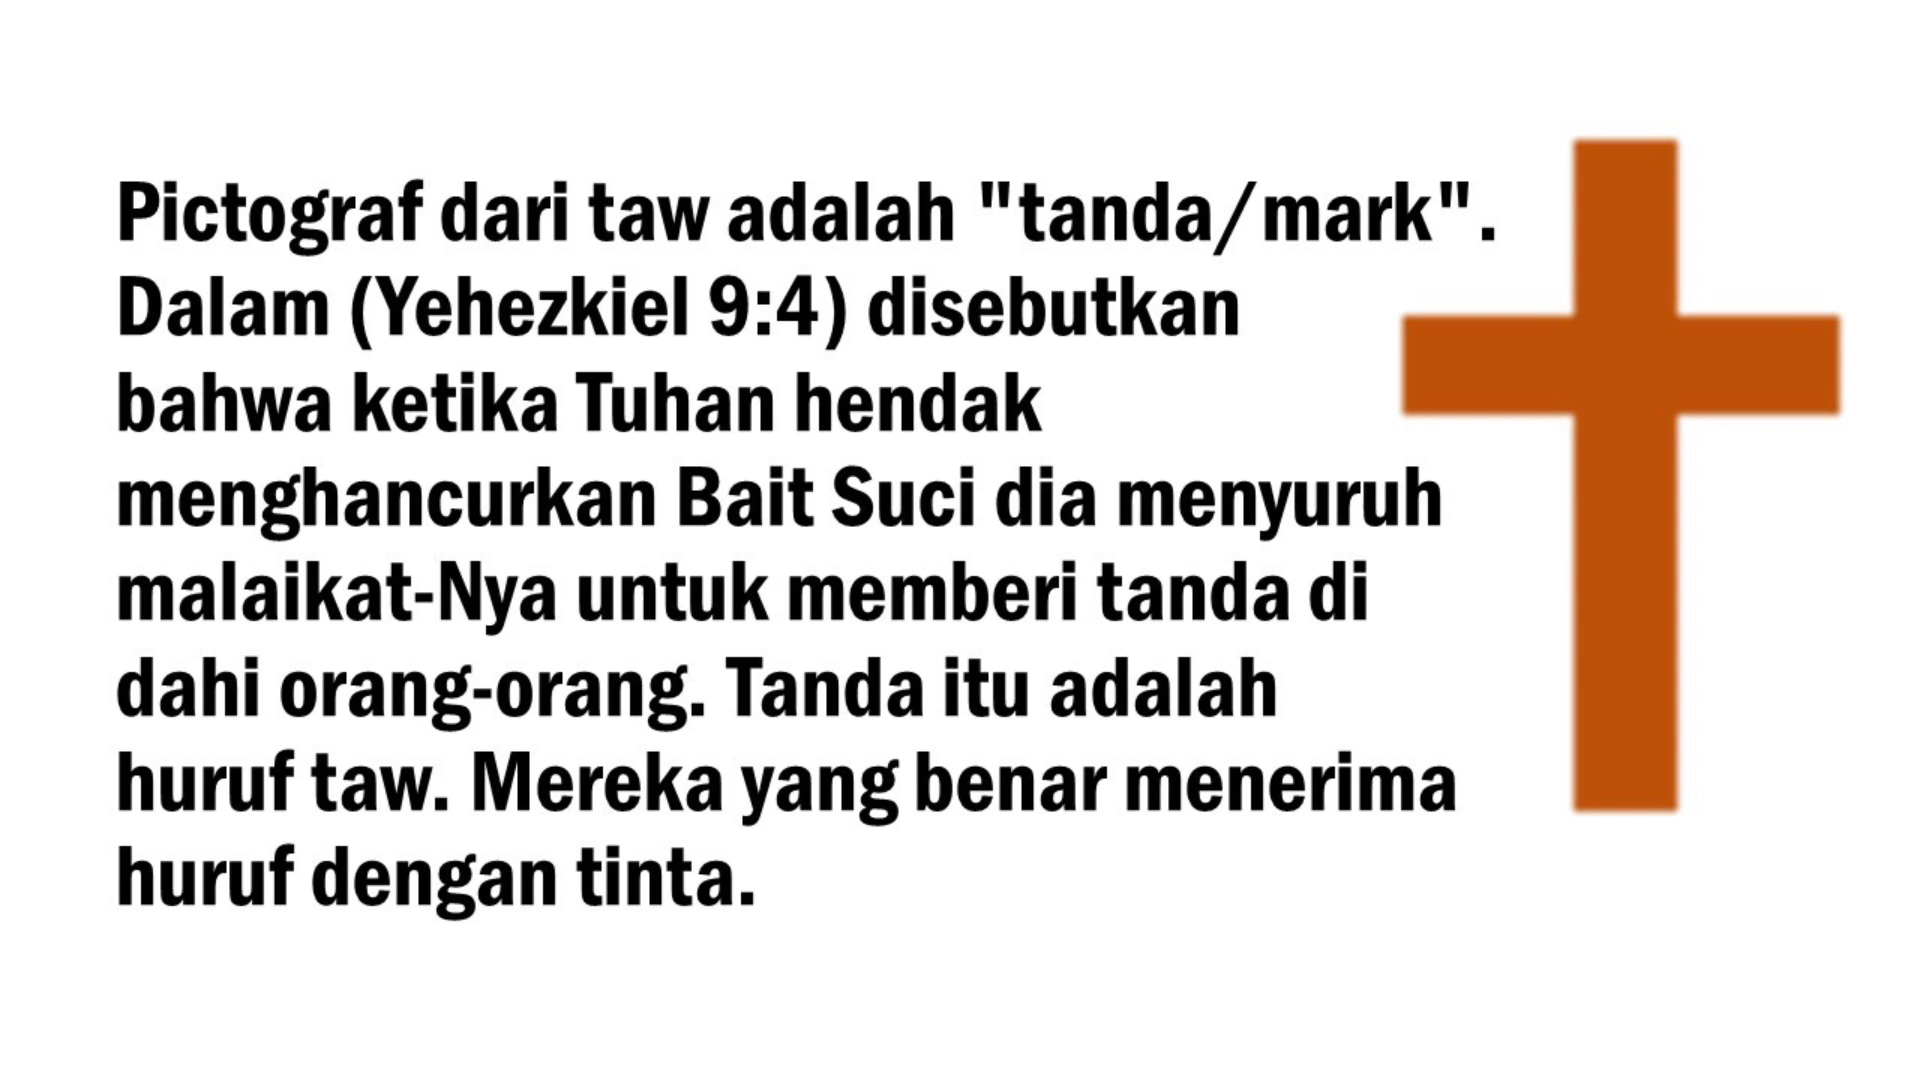 Pictograf dari taw adalah "tanda/mark".
Dalam (Yehezkiel 9:4) disebutkan
bahwa ketika Tuhan hendak
menghancurkan Bait Suci dia menyuruh
malaikat-Nya untuk memberi tanda di
dahi orang-orang. Tanda itu adalah
huruf taw. Mereka yang benar menerima
huruf dengan tinta.